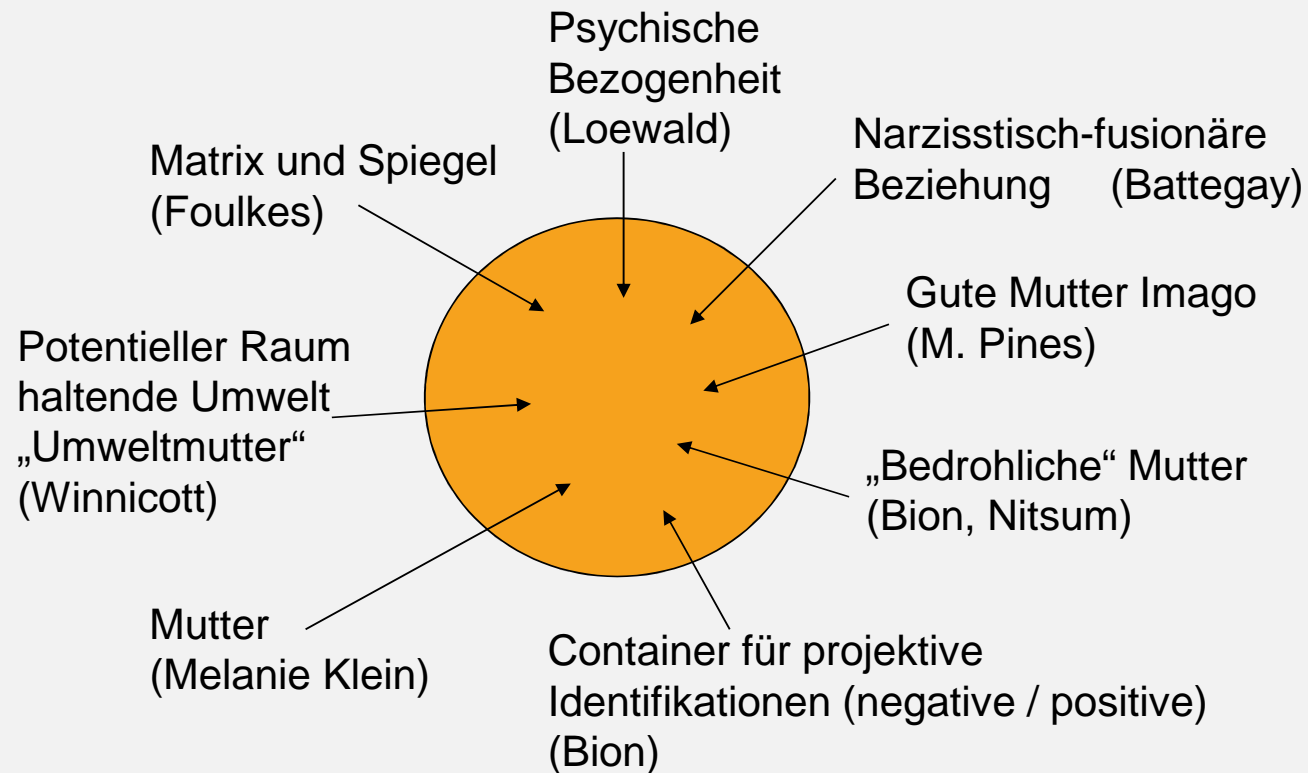 Psychische
Bezogenheit
(Loewald)
Narzisstisch-fusionäre
Beziehung (Battegay)
Matrix und Spiegel
(Foulkes)
Gute Mutter Imago
(M. Pines)
Potentieller Raum
haltende Umwelt
„Umweltmutter“
(Winnicott)
„Bedrohliche“ Mutter
(Bion, Nitsum)
Mutter
(Melanie Klein)
Container für projektive
Identifikationen (negative / positive)
(Bion)